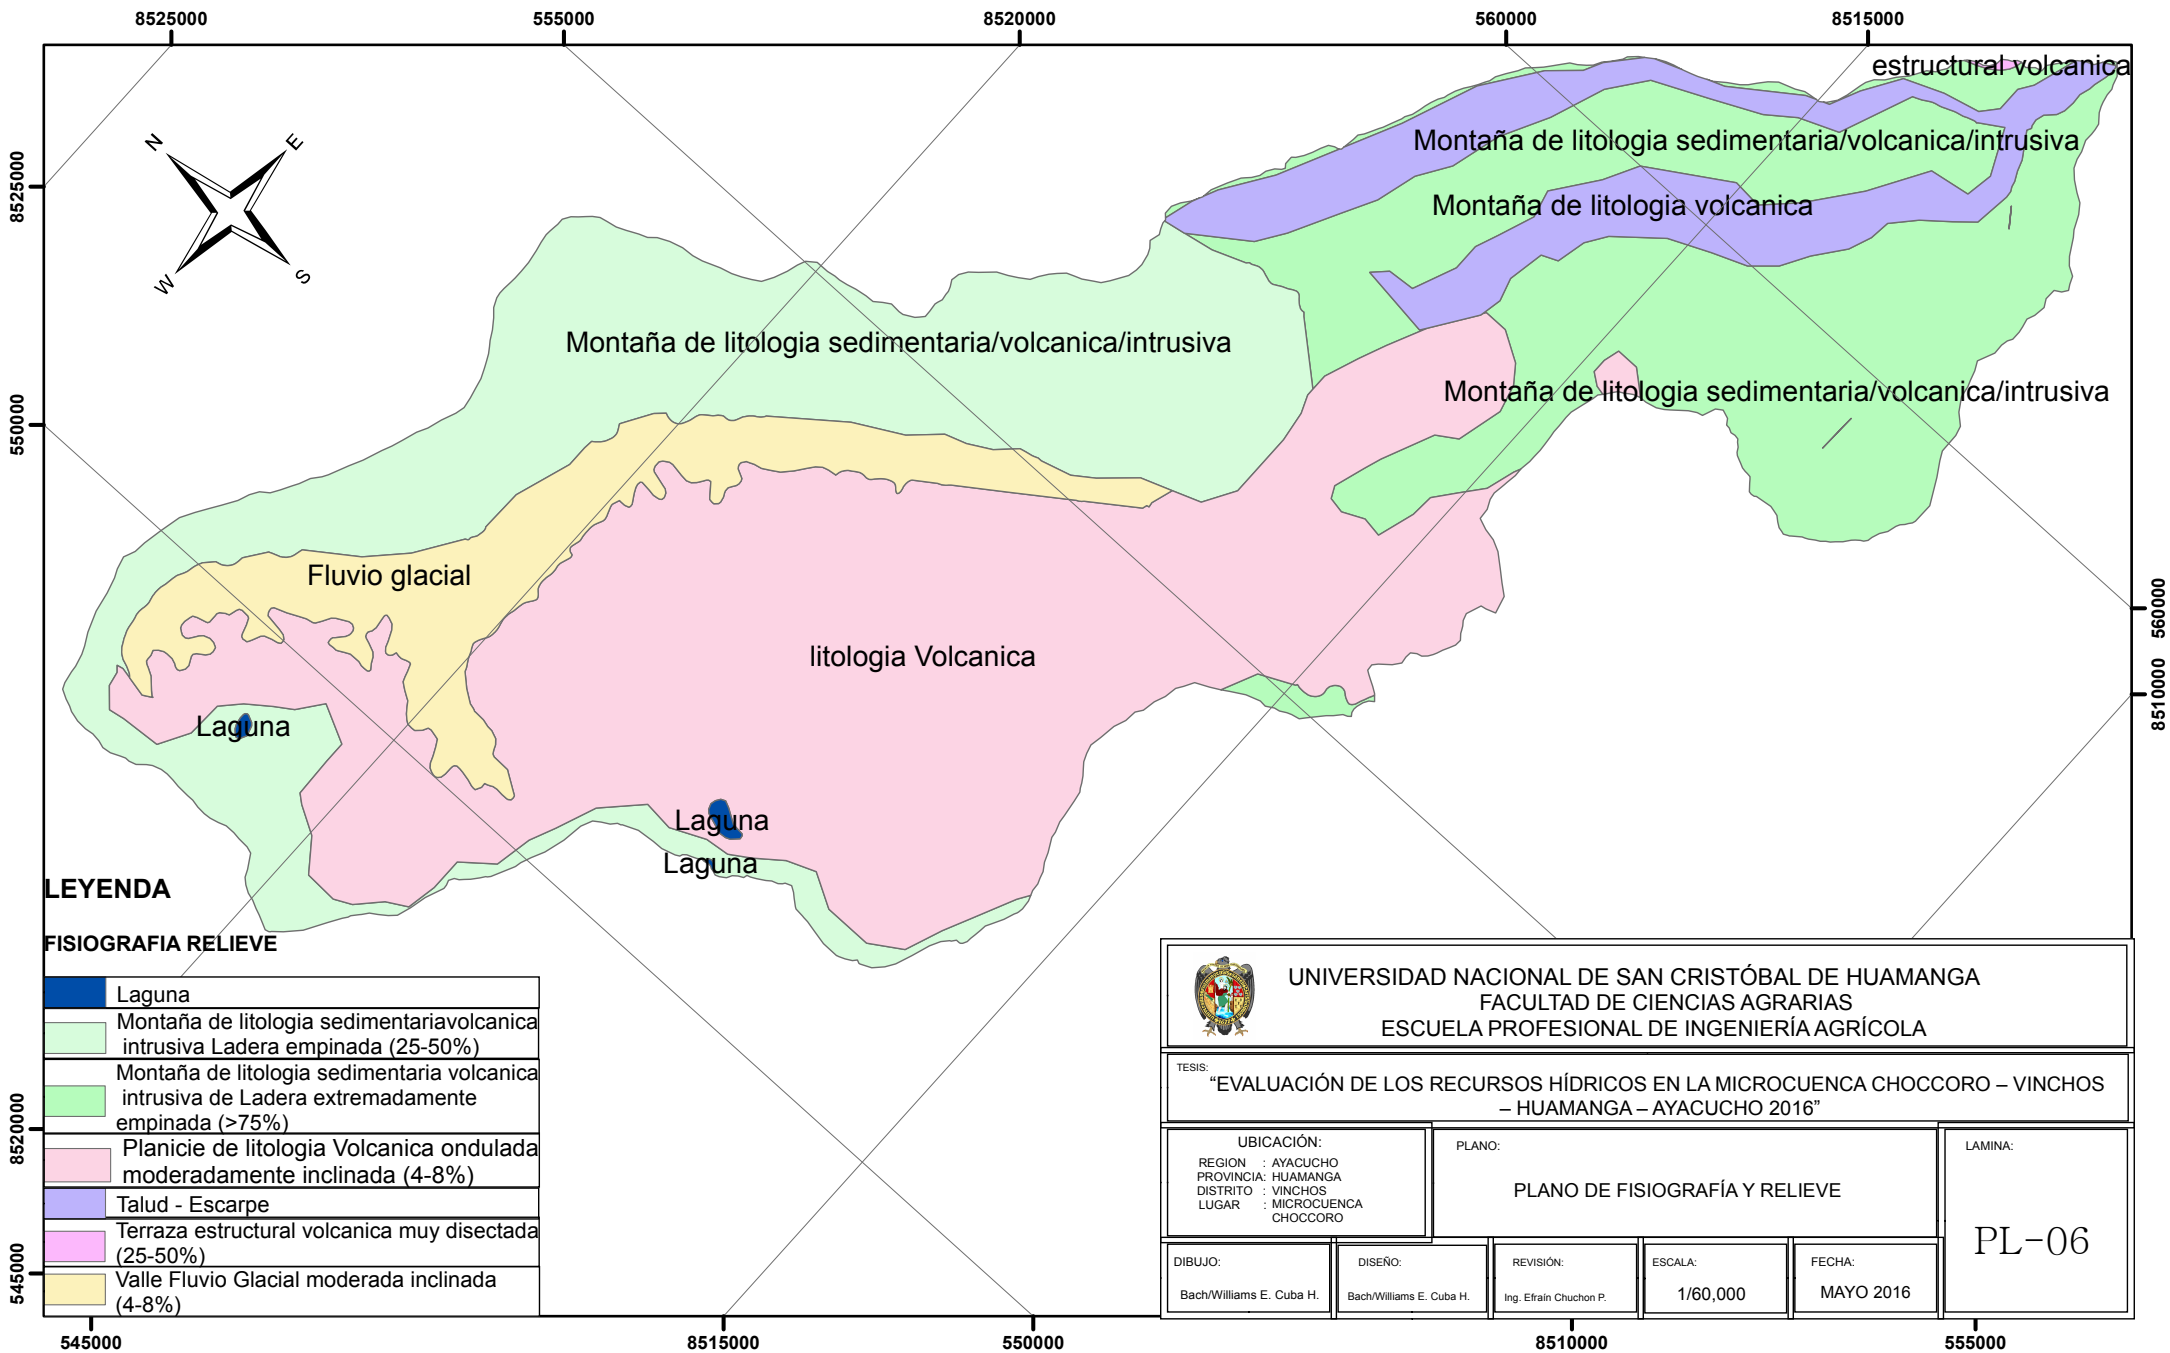 8525000
555000
8520000
560000
8515000
8525000
550000
8520000
545000
N
E
W
S
estructural volcanica
Montaña de litologia sedimentaria/volcanica/intrusiva
Montaña de litologia volcanica
Montaña de litologia sedimentaria/volcanica/intrusiva
Montaña de litologia sedimentaria/volcanica/intrusiva
Fluvio glacial
litologia Volcanica
Laguna
Laguna
Laguna
560000
8510000
LEYENDA
FISIOGRAFIA RELIEVE
Laguna
Montaña de litologia sedimentariavolcanica
intrusiva Ladera empinada (25-50%)
Montaña de litologia sedimentaria volcanica
intrusiva de Ladera extremadamente
empinada (>75%)
Planicie de litologia Volcanica ondulada
moderadamente inclinada (4-8%)
Talud - Escarpe
Terraza estructural volcanica muy disectada
(25-50%)
Valle Fluvio Glacial moderada inclinada
(4-8%)
UNIVERSIDAD NACIONAL DE SAN CRISTÓBAL DE HUAMANGA
FACULTAD DE CIENCIAS AGRARIAS
ESCUELA PROFESIONAL DE INGENIERÍA AGRÍCOLA
TESIS:
“EVALUACIÓN DE LOS RECURSOS HÍDRICOS EN LA MICROCUENCA CHOCCORO – VINCHOS
– HUAMANGA – AYACUCHO 2016”
UBICACIÓN:
REGION : AYACUCHO
PROVINCIA: HUAMANGA
DISTRITO : VINCHOS
LUGAR : MICROCUENCA
CHOCCORO
PLANO:
PLANO DE FISIOGRAFÍA Y RELIEVE
LAMINA:
PL-06
DIBUJO:
Bach/Williams E. Cuba H.
DISEÑO:
Bach/Williams E. Cuba H.
REVISIÓN:
Ing. Efraín Chuchon P.
ESCALA:
1/60,000
FECHA:
MAYO 2016
545000
8515000
550000
8510000
555000